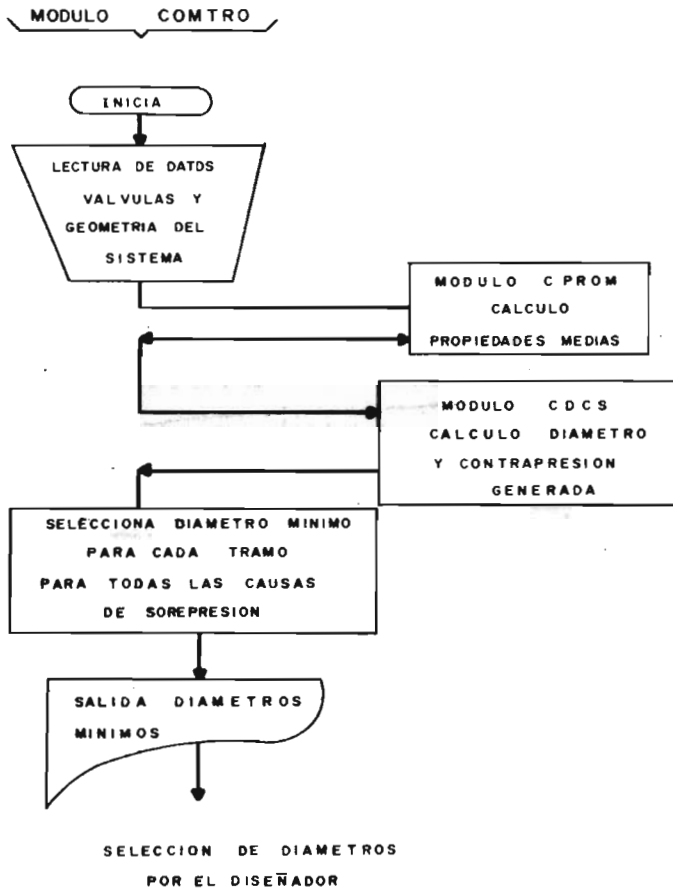 MODULO COMTRO
INICIA
LECTURA DE DATOS
VALVULAS Y
GEOMETRIA DEL
SISTEMA
MODULO CPROM
CALCULO
PROPIEDADES MEDIAS
MODULO CDCS
CALCULO DIAMETRO
Y CONTRAPRESION
GENERADA
SELECCIONA DIAMETRO MINIMO
PARA CADA TRAMO
PARA TODAS LAS CAUSAS
DE SOREPRESION
SALIDA DIAMETROS
MINIMOS
SELECCION DE DIAMETROS
POR EL DISEÑADOR